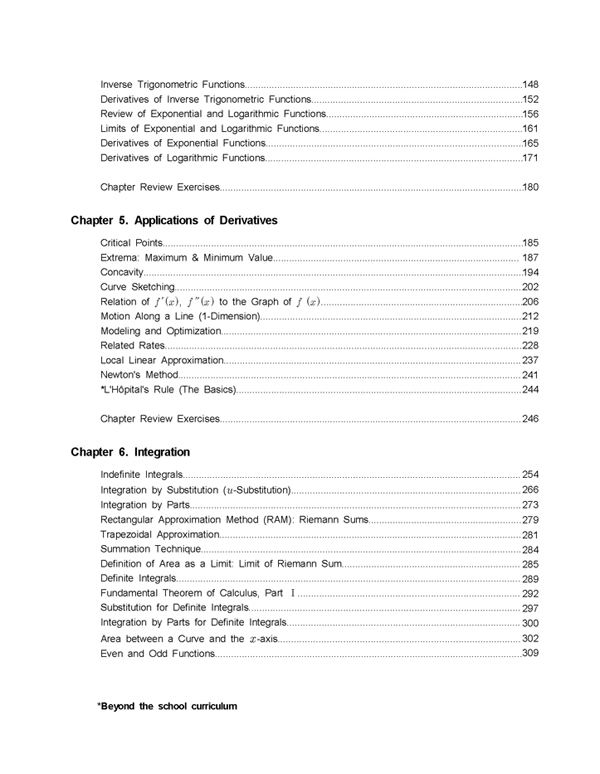 Inverse Trigonometric Functions 148
Derivatives of Inverse Trigonometric Functions 152
Review of Exponential and Logarithmic Functions 156
Limits of Exponential and Logarithmic Functions 161
Derivatives of Exponential Functions 165
Derivatives of Logarithmic Functions 171
Chapter Review Exercises 180
Chapter 5. Applications of Derivatives
Critical Points 185
Extrema: Maximum & Minimum Value 187
Concavity 194
Curve Sketching 202
Relation of f′(x), f″(x) to the Graph of f (x) 206
Motion Along a Line (1-Dimension) 212
Modeling and Optimization 219
Related Rates 228
Local Linear Approximation 237
Newton's Method 241
*L'Hôpital's Rule (The Basics) 244
Chapter Review Exercises 246
Chapter 6. Integration
Indefinite Integrals 254
Integration by Substitution (u-Substitution) 266
Integration by Parts 273
Rectangular Approximation Method (RAM): Riemann Sums 279
Trapezoidal Approximation 281
Summation Technique 284
Definition of Area as a Limit: Limit of Riemann Sum 285
Definite Integrals 289
Fundamental Theorem of Calculus, Part I 292
Substitution for Definite Integrals 297
Integration by Parts for Definite Integrals 300
Area between a Curve and the x-axis 302
Even and Odd Functions 309
*Beyond the school curriculum